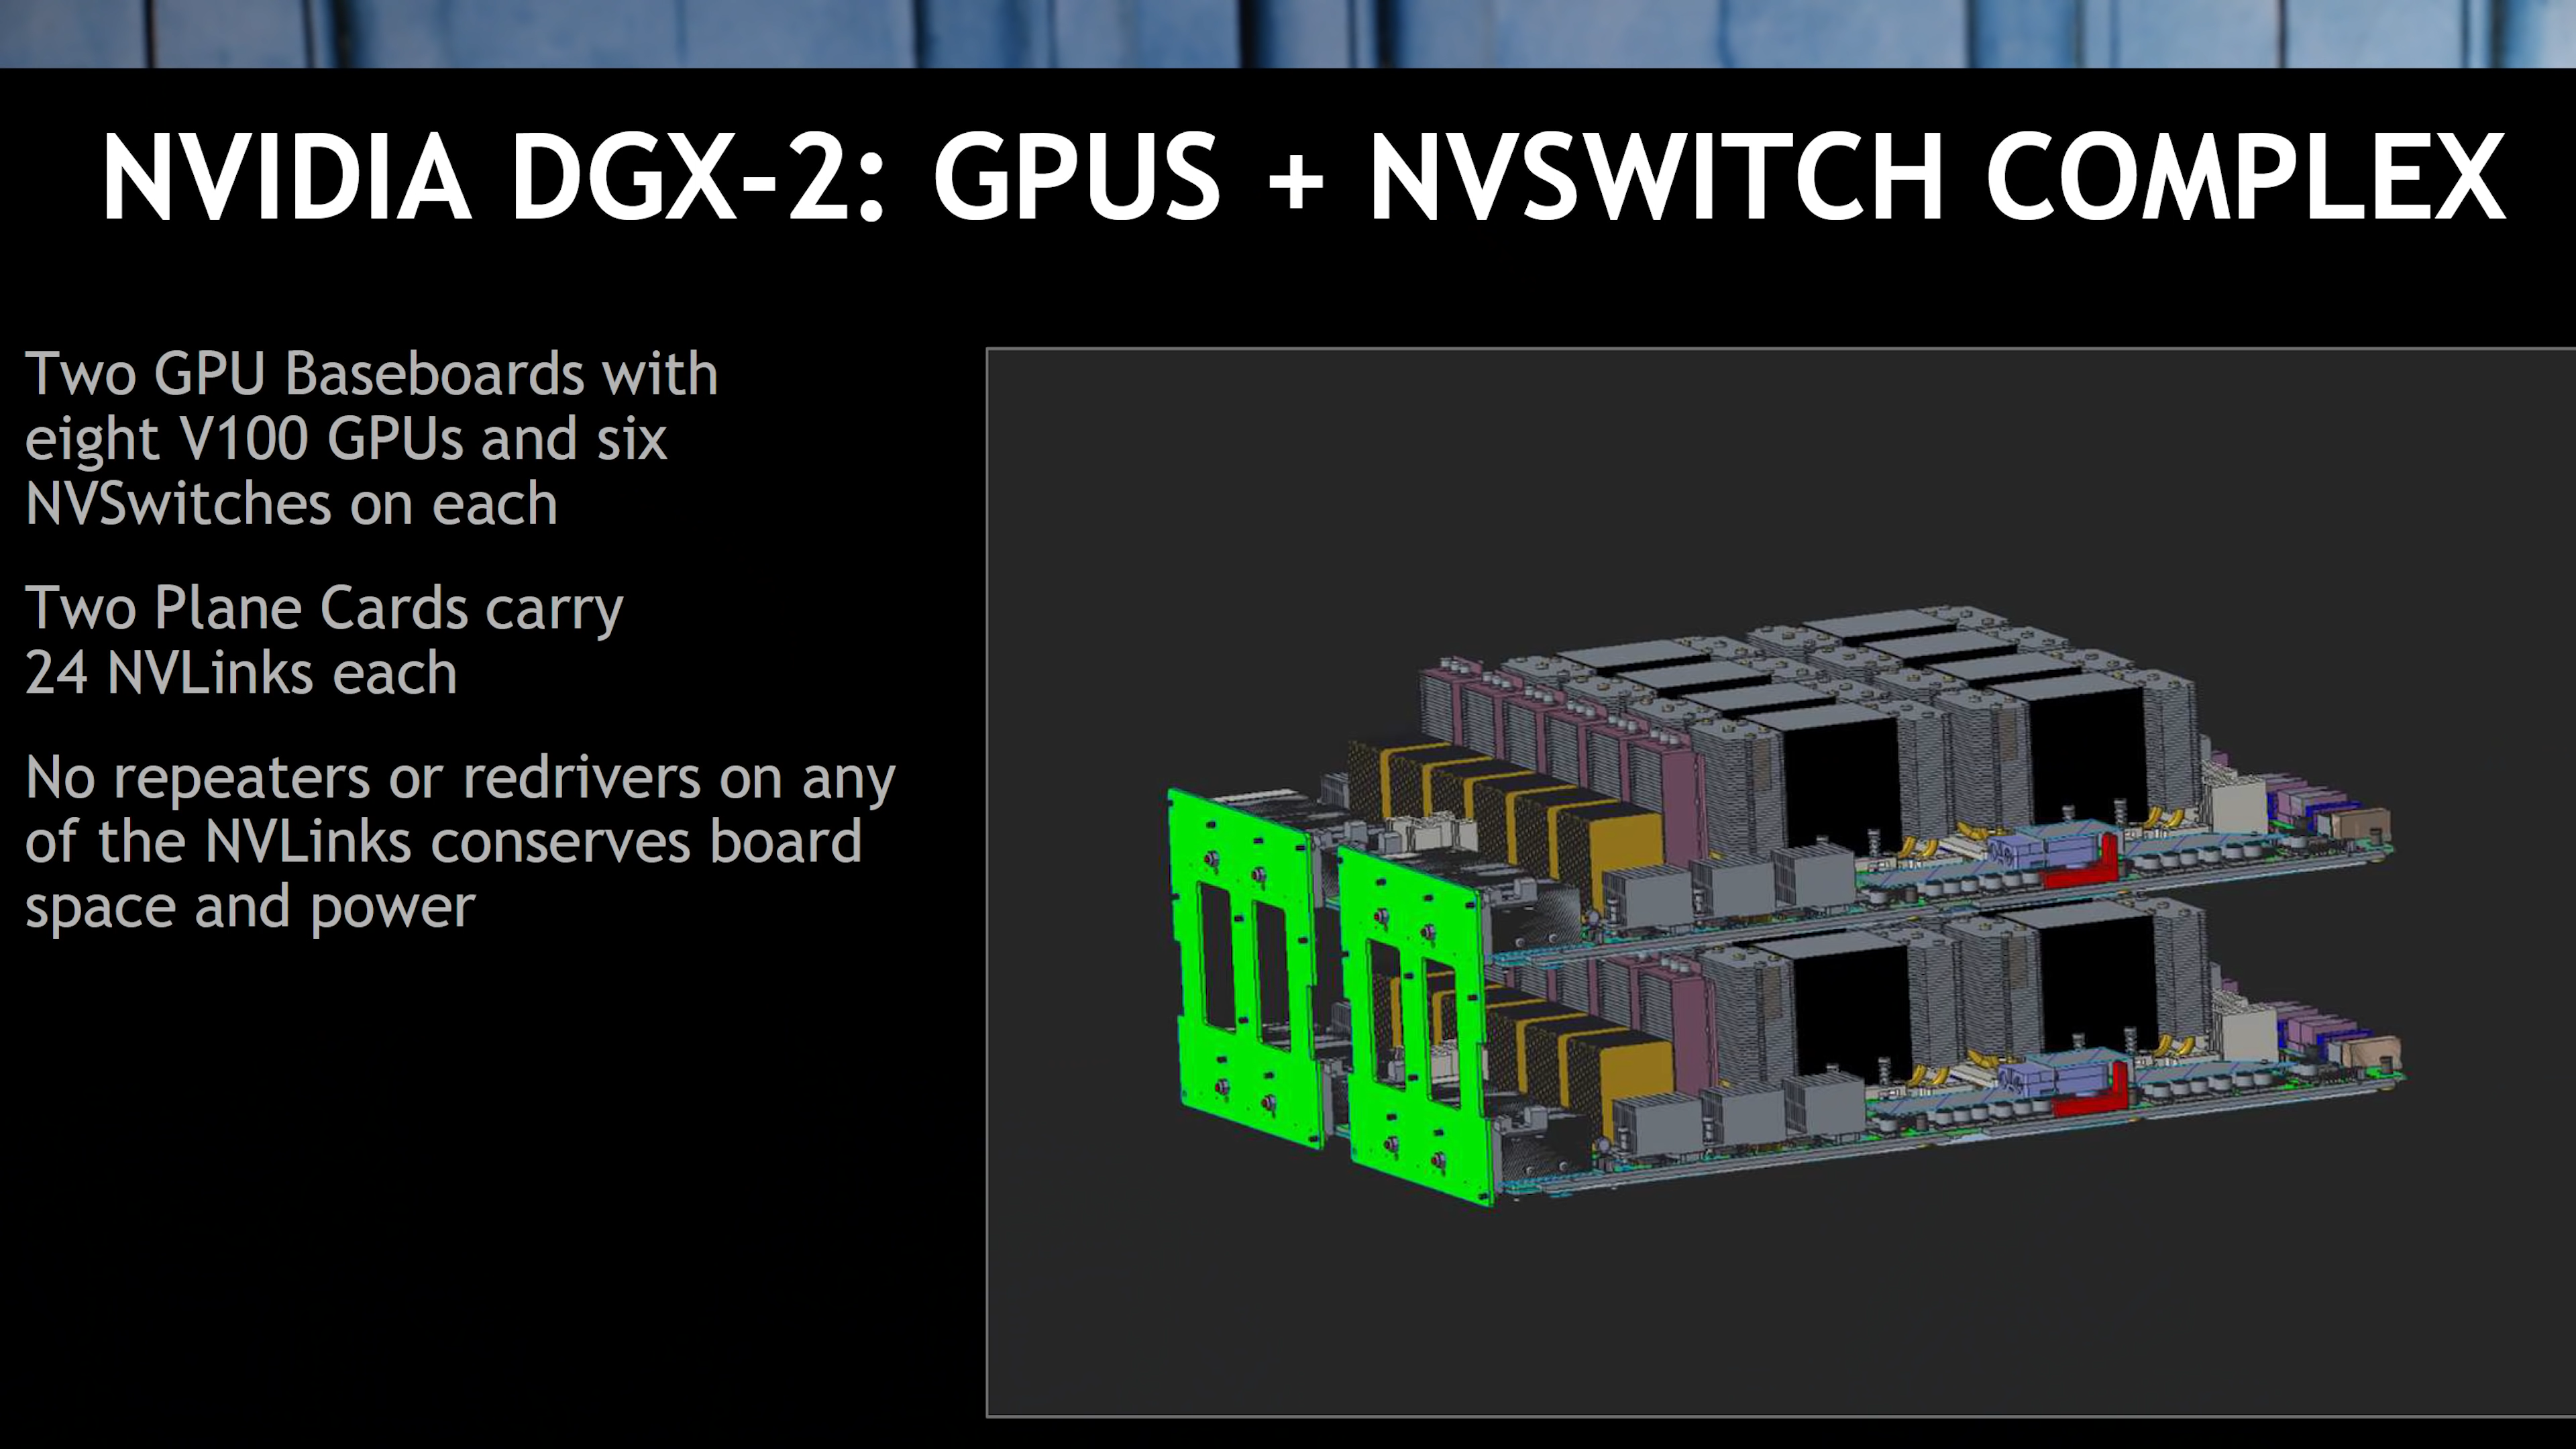 NVIDIA DGX-2: GPUS + NVSWITCH COMPLEX
Two GPU Baseboards with
eight V100 GPUs and six
NVSwitches on each
Two Plane Cards carry
24 NVLinks each
No repeaters or redrivers on any
of the NVLinks conserves board
space and power